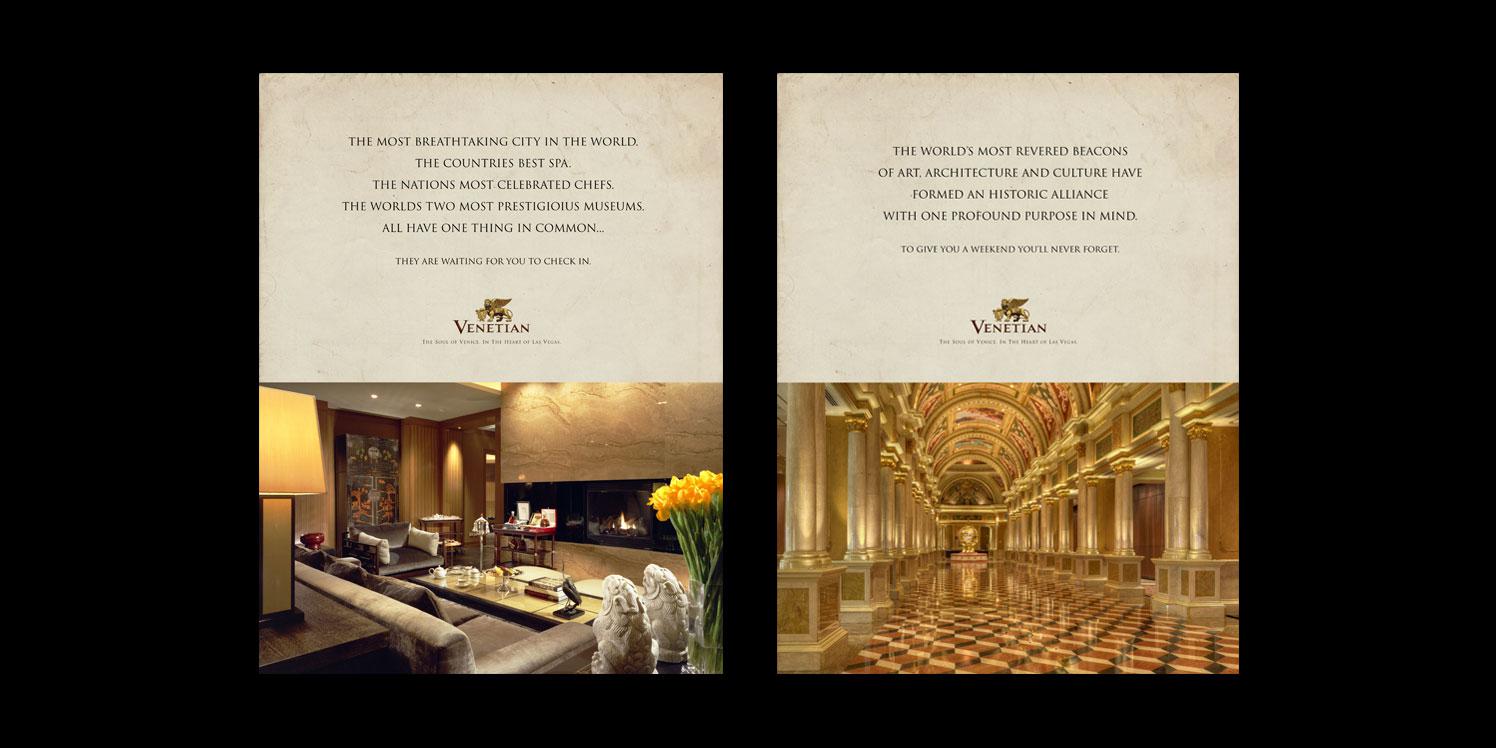 THE MOST BREATHTAKING CITY IN THE WORLD.
THE COUNTRIES BEST SPA.
THE NATIONS MOST CELEBRATED CHEFS.
THE WORLDS TWO MOST PRESTIGIOIUS MUSEUMS.
ALL HAVE ONE THING IN COMMON...
THEY ARE WAITING FOR YOU TO CHECK IN.
VENETIAN
THE SOUL OF VENICE. IN THE HEART OF LAS VEGAS.
THE WORLD'S MOST REVERED BEACONS
OF ART, ARCHITECTURE AND CULTURE HAVE
FORMED AN HISTORIC ALLIANCE
WITH ONE PROFOUND PURPOSE IN MIND.
TO GIVE YOU A WEEKEND YOU'LL NEVER FORGET.
VENETIAN
THE SOUL OF VENICE. IN THE HEART OF LAS VEGAS.